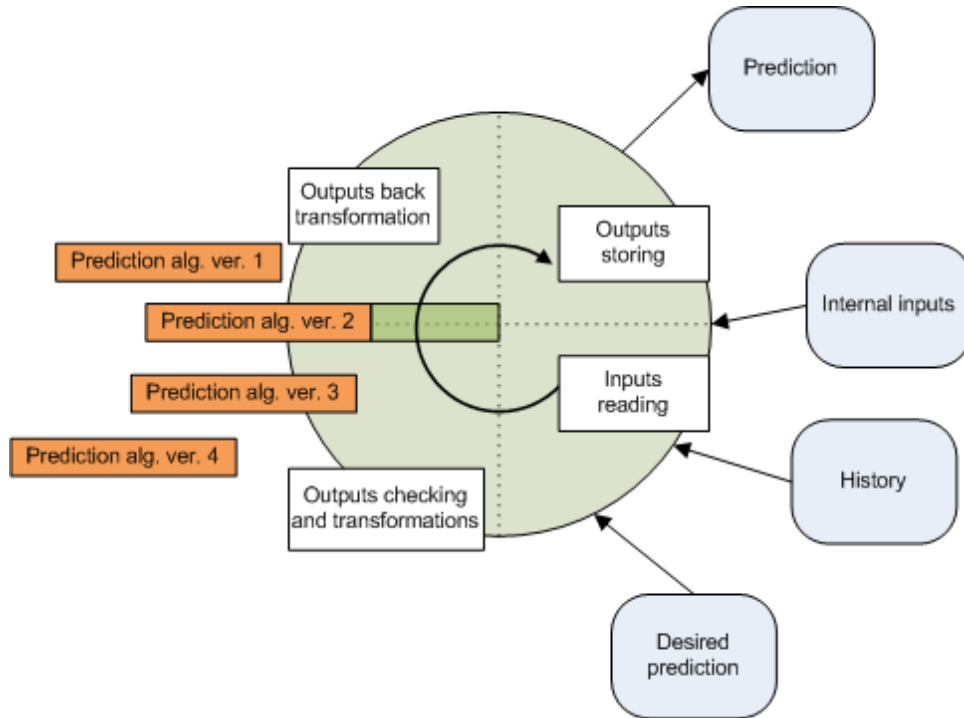 Prediction
Outputs back
transformation
Outputs
storing
Prediction alg. ver. 1
Internal inputs
Prediction alg. ver. 2
Prediction alg. ver. 3
Inputs
reading
Prediction alg. ver. 4
History
Outputs checking
and transformations
Desired
prediction